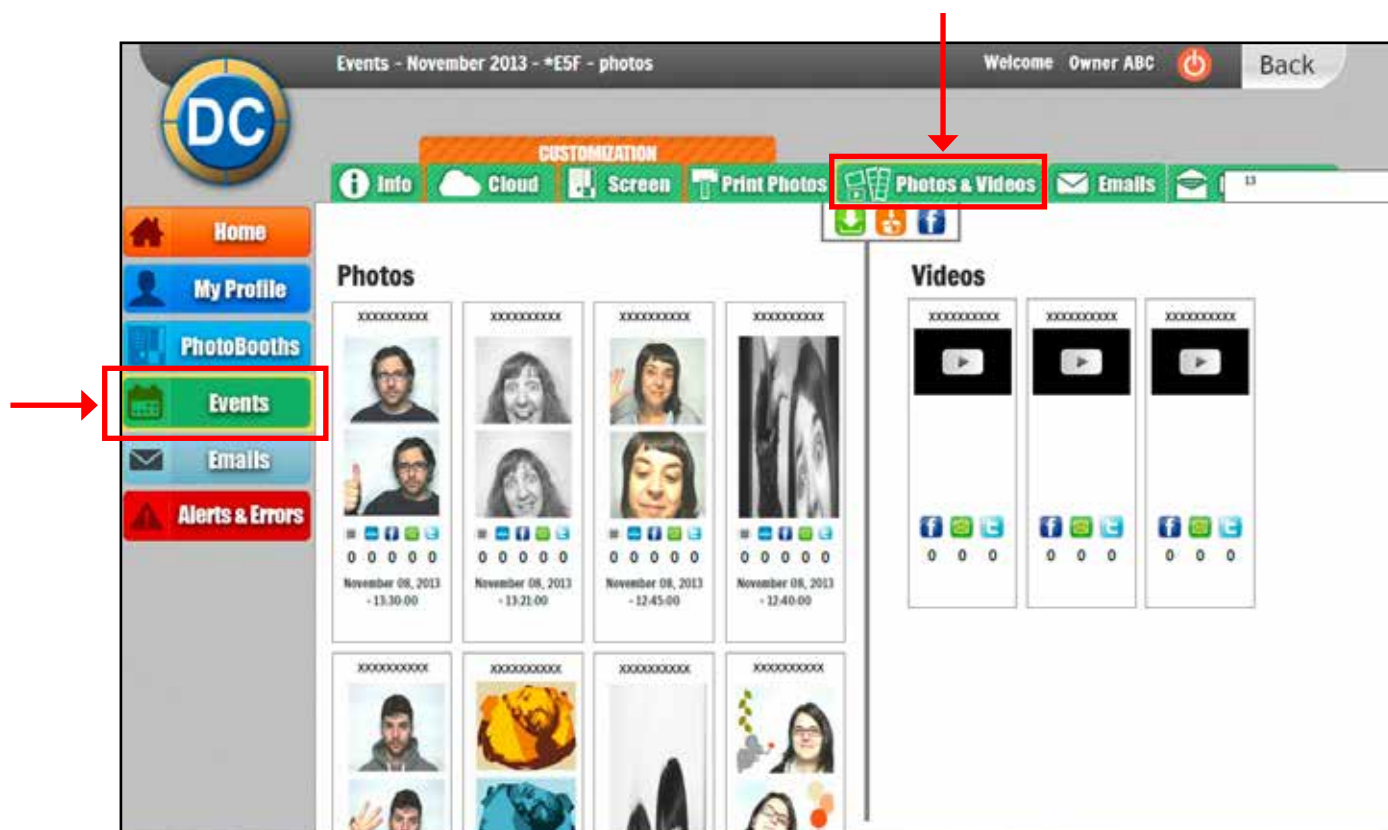 Events - November 2013 - *E5F - photos
Welcome Owner ABC
Back
DC
CUSTOMIZATION
i Info
Cloud
Screen
Print Photos
Photos & Videos
Emails
13
Home
My Profile
PhotoBooths
Events
Emails
Alerts & Errors
Photos
xxxxxxxxxx xxxxxxxxxx xxxxxxxxxx xxxxxxxxxx
0 0 0 0 0 0 0 0 0 0 0 0 0 0 0 0 0 0 0 0
November 08, 2013 November 08, 2013 November 08, 2013 November 08, 2013
- 13:30:00 - 13:21:00 - 12:45:00 - 12:40:00
xxxxxxxxxx xxxxxxxxxx xxxxxxxxxx xxxxxxxxxx
Videos
xxxxxxxxxx xxxxxxxxxx xxxxxxxxxx
f t f t f t
0 0 0 0 0 0 0 0 0